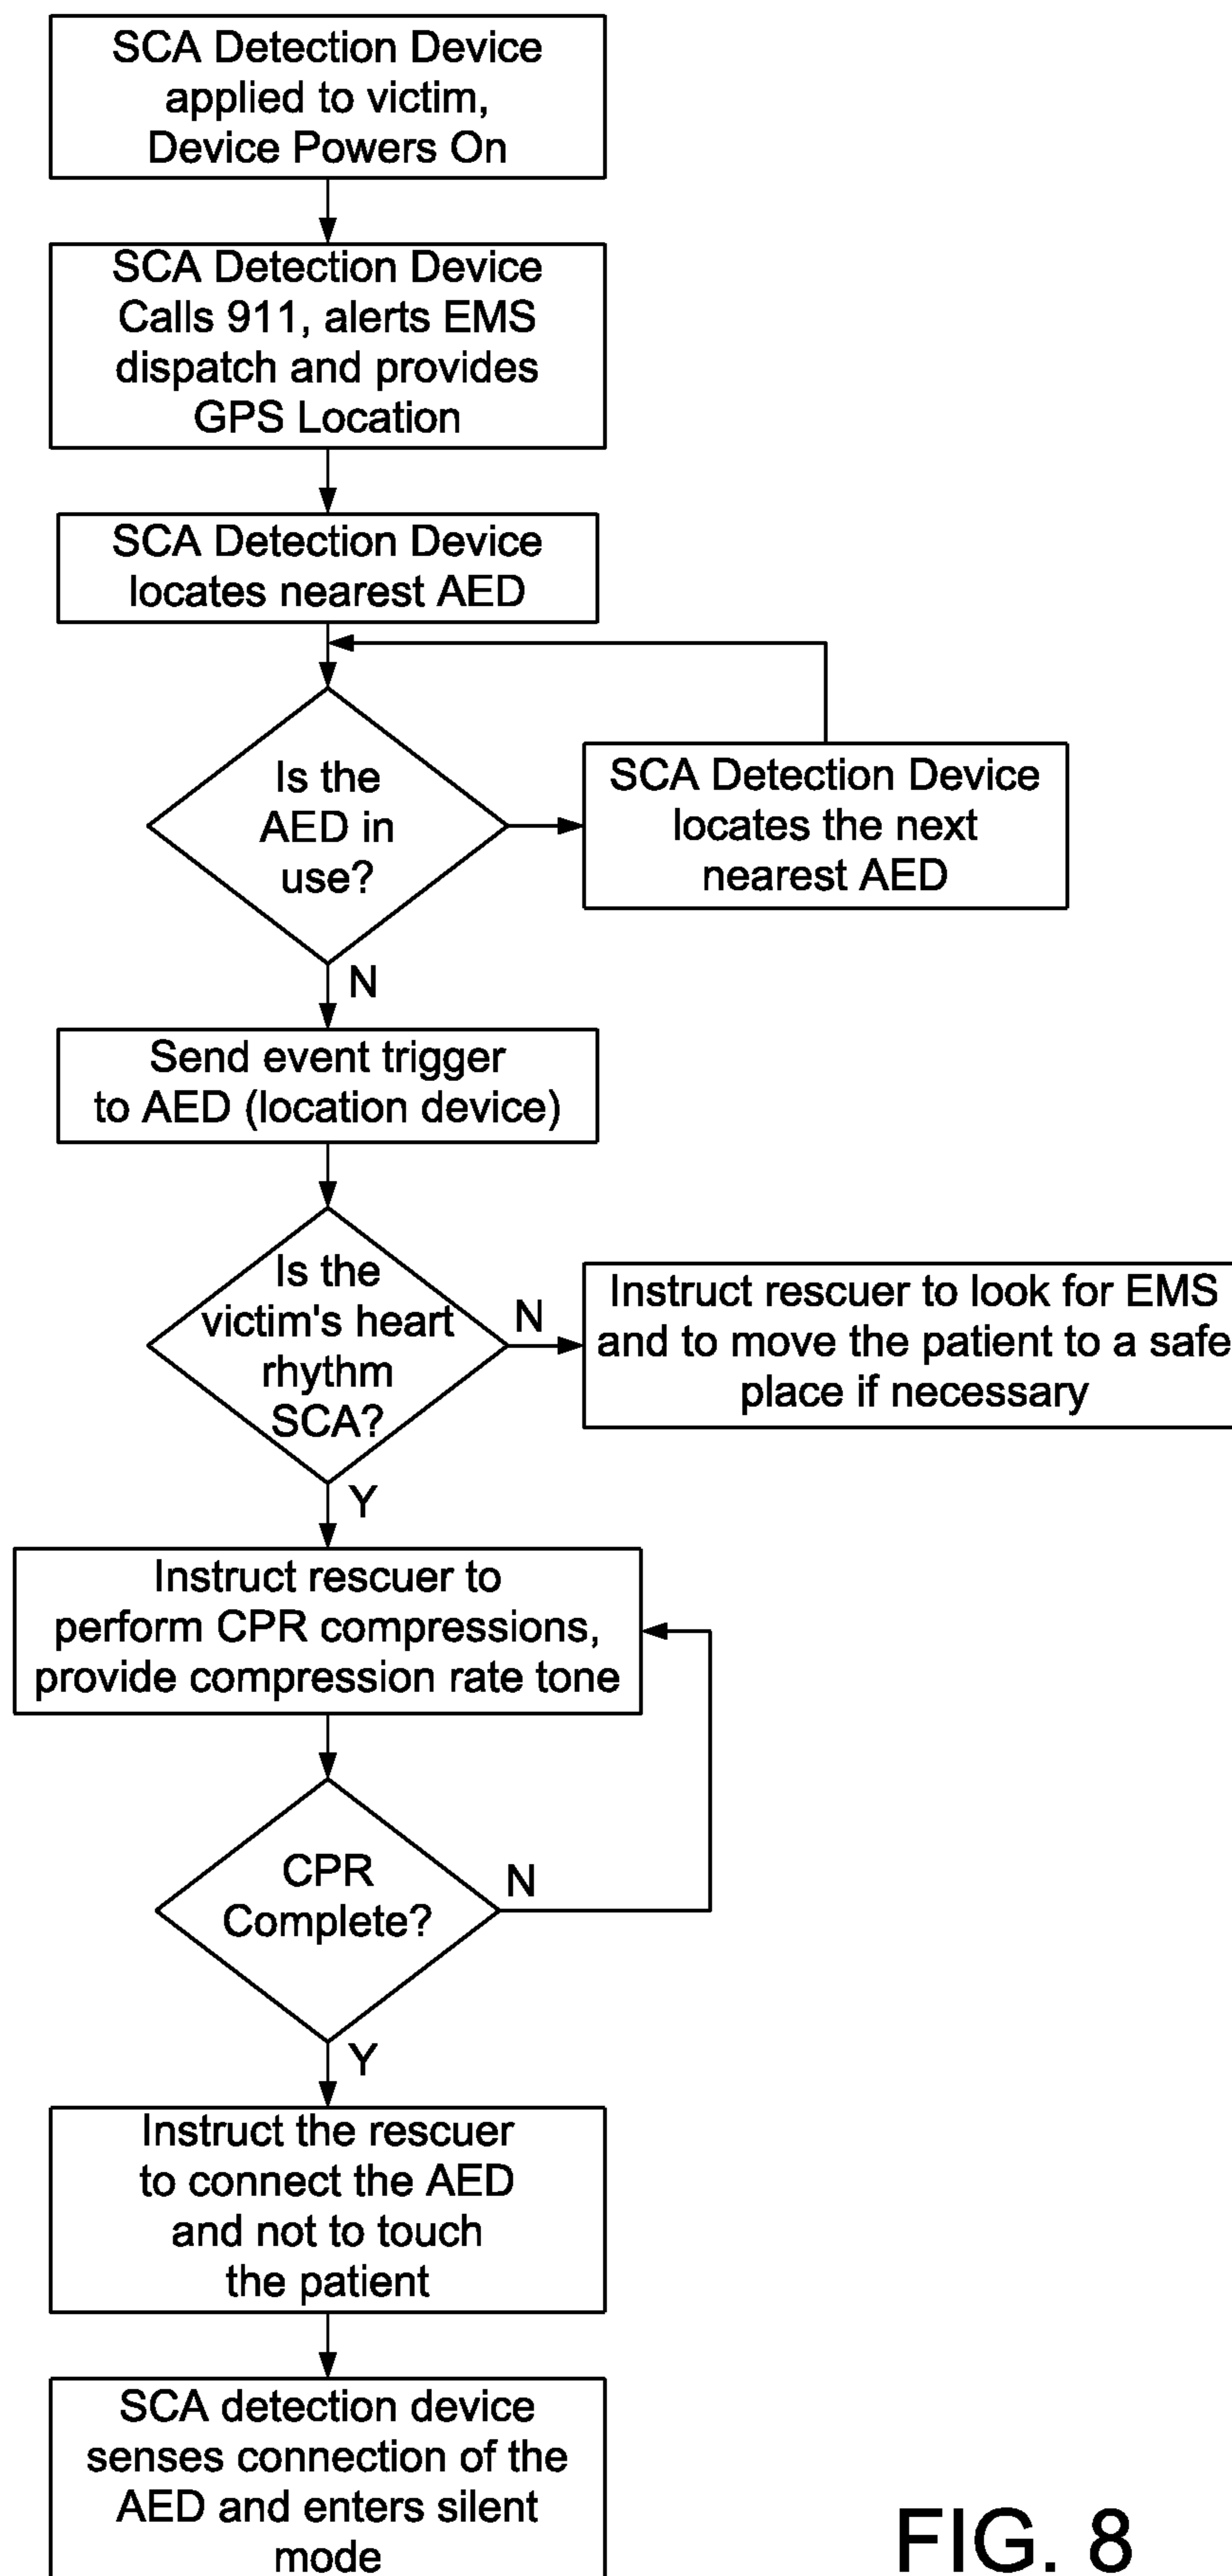 SCA Detection Device
applied to victim,
Device Powers On
SCA Detection Device
Calls 911, alerts EMS
dispatch and provides
GPS Location
SCA Detection Device
locates nearest AED
Is the
AED in
use?
SCA Detection Device
locates the next
nearest AED
N
Send event trigger
to AED (location device)
Is the
victim's heart
rhythm
SCA?
N
Instruct rescuer to look for EMS
and to move the patient to a safe
place if necessary
Y
Instruct rescuer to
perform CPR compressions,
provide compression rate tone
CPR
Complete?
N
Y
Instruct the rescuer
to connect the AED
and not to touch
the patient
SCA detection device
senses connection of the
AED and enters silent
mode
FIG. 8